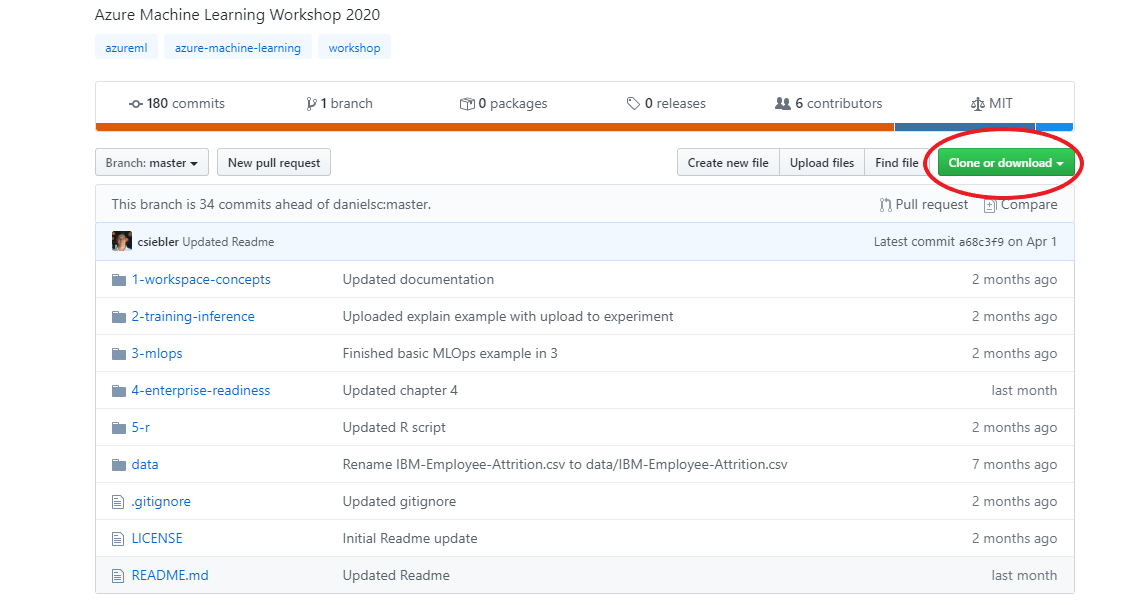 Azure Machine Learning Workshop 2020
azureml azure-machine-learning workshop
180 commits 1 branch 0 packages 0 releases 6 contributors MIT
Branch: master New pull request Create new file Upload files Find file Clone or download
This branch is 34 commits ahead of danielsc:master. Pull request Compare
csiebler Updated Readme Latest commit a68c3f9 on Apr 1
1-workspace-concepts Updated documentation 2 months ago
2-training-inference Uploaded explain example with upload to experiment 2 months ago
3-mlops Finished basic MLOps example in 3 2 months ago
4-enterprise-readiness Updated chapter 4 last month
5-r Updated R script 2 months ago
data Rename IBM-Employee-Attrition.csv to data/IBM-Employee-Attrition.csv 7 months ago
.gitignore Updated gitignore 2 months ago
LICENSE Initial Readme update 2 months ago
README.md Updated Readme last month